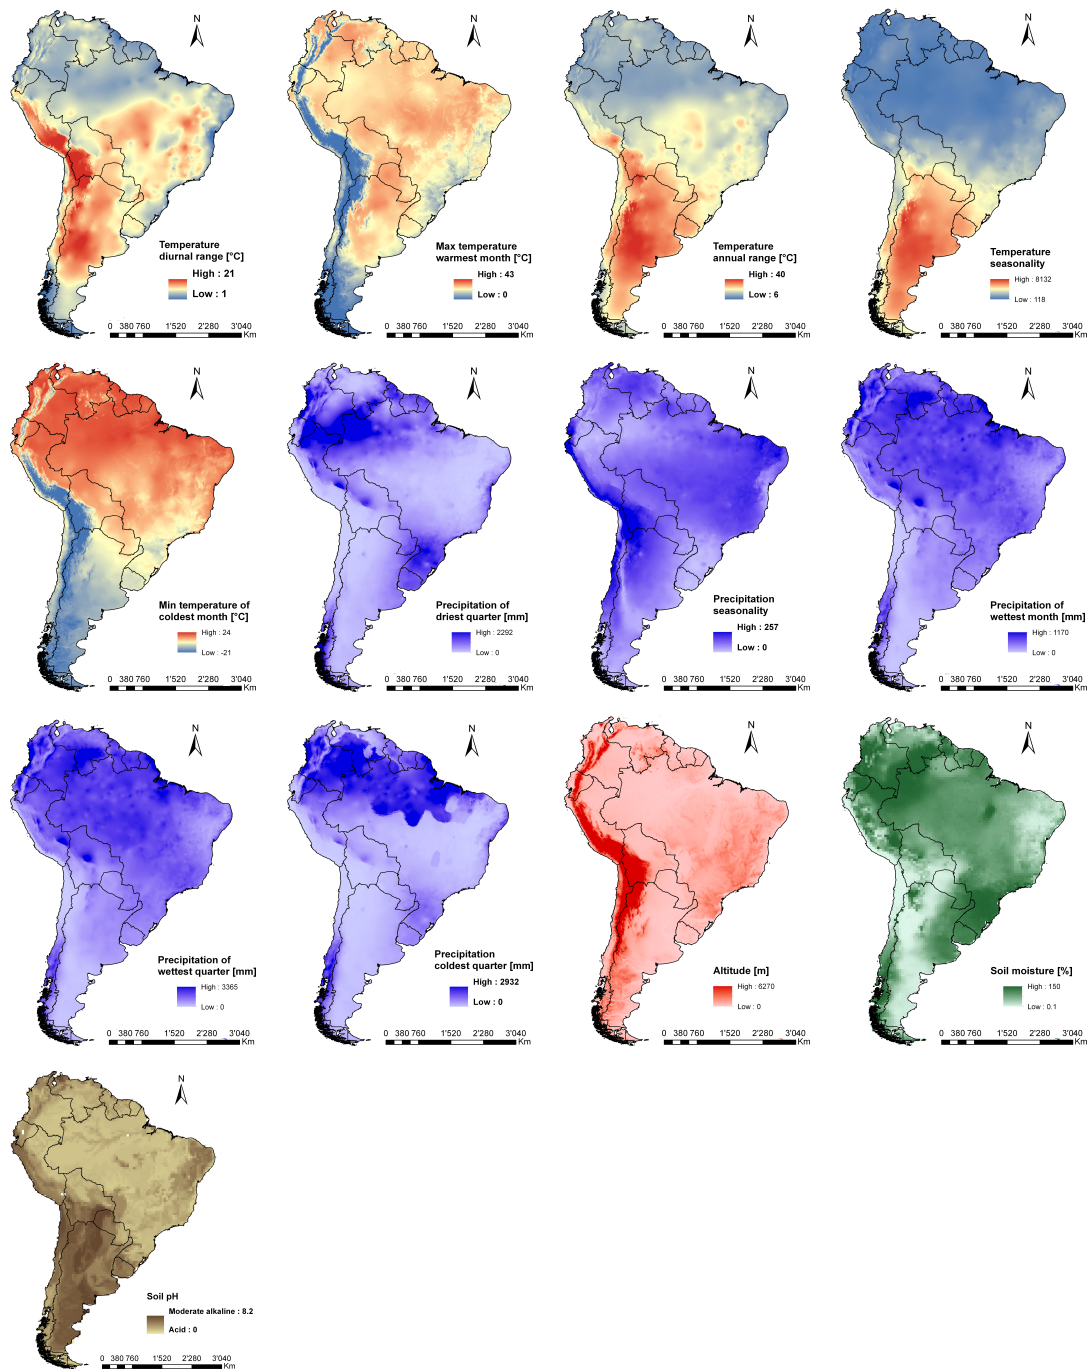 N
Temperature
diurnal range [°C]
High : 21
Low : 1
0 380 760 1'520 2'280 3'040
Km
N
Max temperature
warmest month [°C]
High : 43
Low : 0
0 380 760 1'520 2'280 3'040
Km
N
Temperature
annual range [°C]
High : 40
Low : 6
0 380 760 1'520 2'280 3'040
Km
N
Temperature
seasonality
High : 8132
Low : 118
0 380 760 1'520 2'280 3'040
Km
N
Min temperature of
coldest month [°C]
High : 24
Low : -21
0 380 760 1'520 2'280 3'040
Km
N
Precipitation of
driest quarter [mm]
High : 2292
Low : 0
0 380 760 1'520 2'280 3'040
Km
N
Precipitation
seasonality
High : 257
Low : 0
0 380 760 1'520 2'280 3'040
Km
N
Precipitation of
wettest month [mm]
High : 1170
Low : 0
0 380 760 1'520 2'280 3'040
Km
N
Precipitation of
wettest quarter [mm]
High : 3365
Low : 0
0 380 760 1'520 2'280 3'040
Km
N
Precipitation
coldest quarter [mm]
High : 2932
Low : 0
0 380 760 1'520 2'280 3'040
Km
N
Altitude [m]
High : 6270
Low : 0
0 380 760 1'520 2'280 3'040
Km
N
Soil moisture [%]
High : 150
Low : 0.1
0 380 760 1'520 2'280 3'040
Km
N
Soil pH
Moderate alkaline : 8.2
Acid : 0
0 380 760 1'520 2'280 3'040
Km